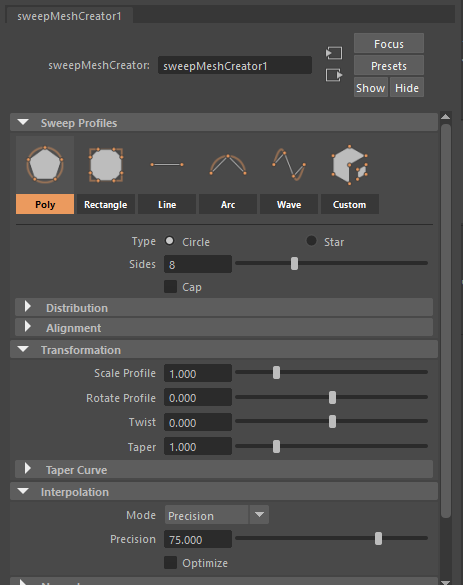 sweepMeshCreator1
Focus
sweepMeshCreator: sweepMeshCreator1
Presets
Show Hide
Sweep Profiles
Poly Rectangle Line Arc Wave Custom
Type Circle Star
Sides 8
Cap
Distribution
Alignment
Transformation
Scale Profile 1.000
Rotate Profile 0.000
Twist 0.000
Taper 1.000
Taper Curve
Interpolation
Mode Precision
Precision 75.000
Optimize